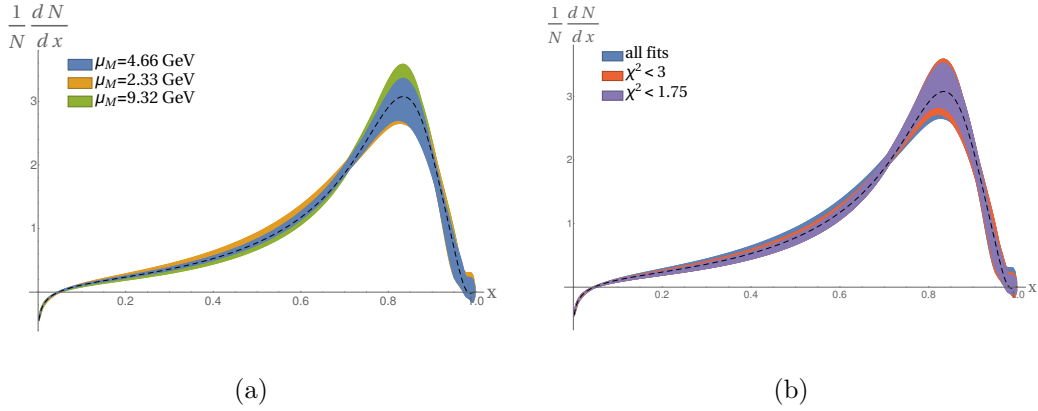 1/N dN/dx
μ_M=4.66 GeV
μ_M=2.33 GeV
μ_M=9.32 GeV
3
2
1
0.2 0.4 0.6 0.8 1.0 x
(a)
1/N dN/dx
all fits
χ² < 3
χ² < 1.75
3
2
1
0.2 0.4 0.6 0.8 1.0 x
(b)